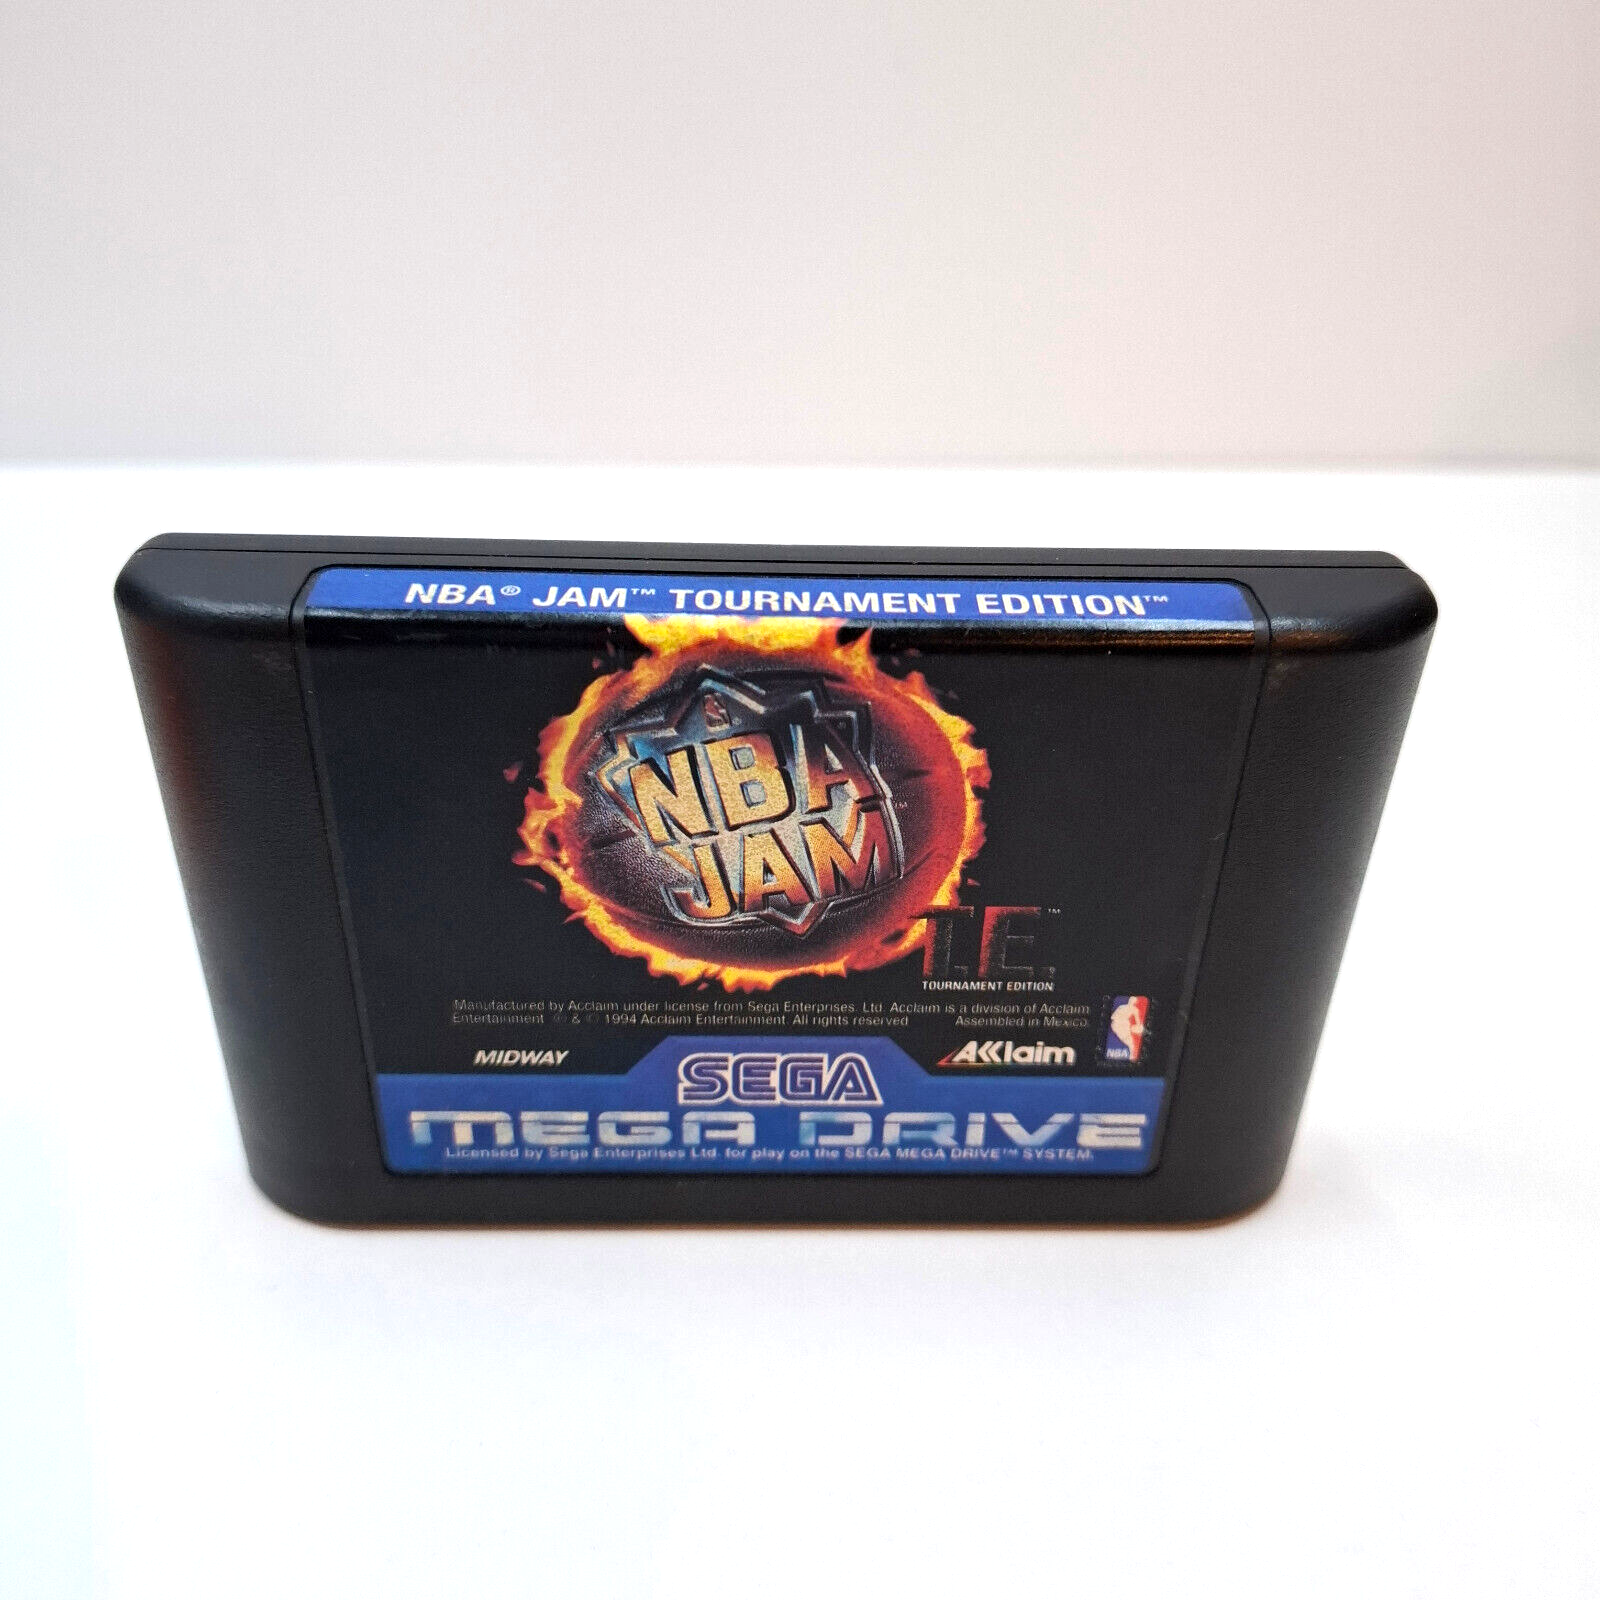 NBA® JAM™ TOURNAMENT EDITION™
NBA
JAM
™
T.E.™
TOURNAMENT EDITION
Manufactured by Acclaim under license from Sega Enterprises. Ltd. Acclaim is a division of Acclaim
Entertainment ® & © 1994 Acclaim Entertainment. All rights reserved Assembled in Mexico.
MIDWAY
SEGA
AKKlaim
NBA
MEGA DRIVE
Licensed by Sega Enterprises Ltd. for play on the SEGA MEGA DRIVE™ SYSTEM.